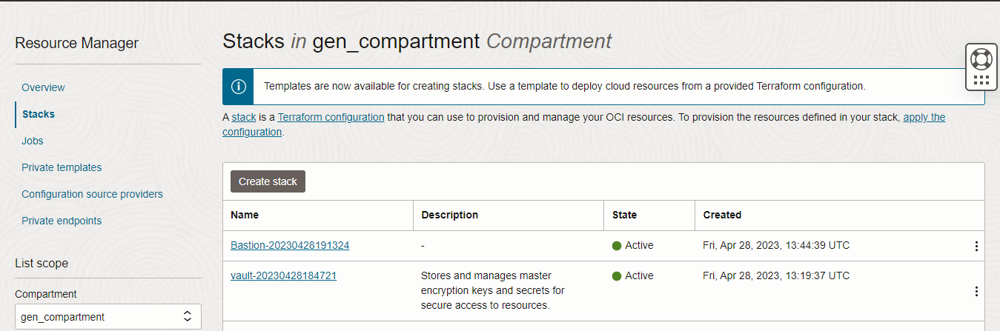 Resource Manager
Overview
Stacks
Jobs
Private templates
Configuration source providers
Private endpoints
List scope
Compartment
gen_compartment
Stacks in gen_compartment Compartment
Templates are now available for creating stacks. Use a template to deploy cloud resources from a provided Terraform configuration.
A stack is a Terraform configuration that you can use to provision and manage your OCI resources. To provision the resources defined in your stack, apply the
configuration.
Create stack
Name Description State Created
Bastion-20230428191324 - Active Fri, Apr 28, 2023, 13:44:39 UTC
vault-20230428184721 Stores and manages master Active Fri, Apr 28, 2023, 13:19:37 UTC
encryption keys and secrets for
secure access to resources.